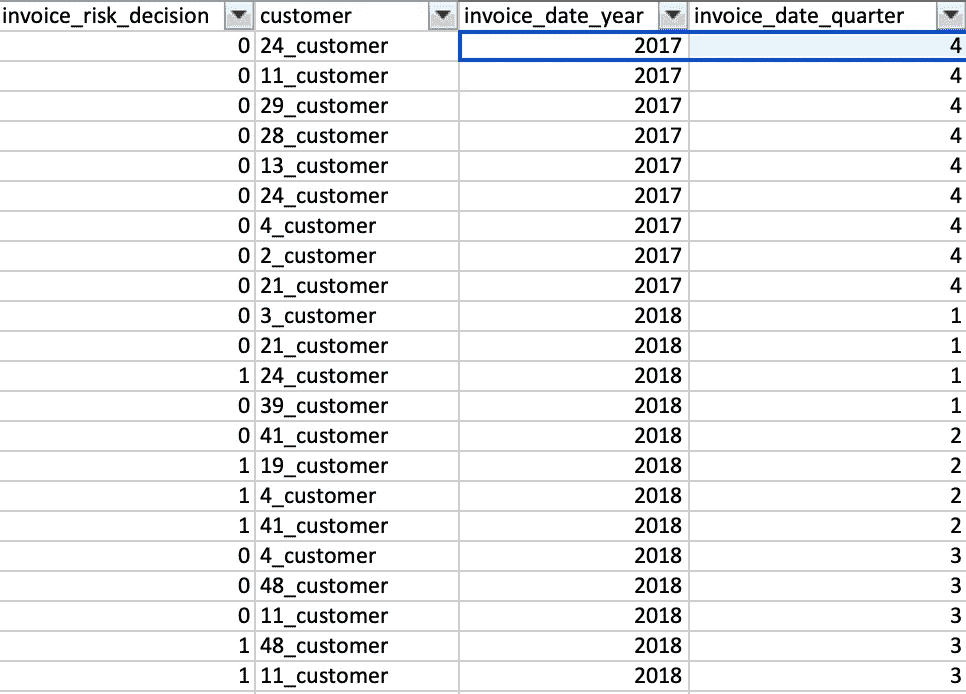 invoice_risk_decision customer invoice_date_year invoice_date_quarter
0 24_customer 2017 4
0 11_customer 2017 4
0 29_customer 2017 4
0 28_customer 2017 4
0 13_customer 2017 4
0 24_customer 2017 4
0 4_customer 2017 4
0 2_customer 2017 4
0 21_customer 2017 4
0 3_customer 2018 1
0 21_customer 2018 1
1 24_customer 2018 1
0 39_customer 2018 1
0 41_customer 2018 2
1 19_customer 2018 2
1 4_customer 2018 2
1 41_customer 2018 2
0 4_customer 2018 3
0 48_customer 2018 3
0 11_customer 2018 3
1 48_customer 2018 3
1 11_customer 2018 3